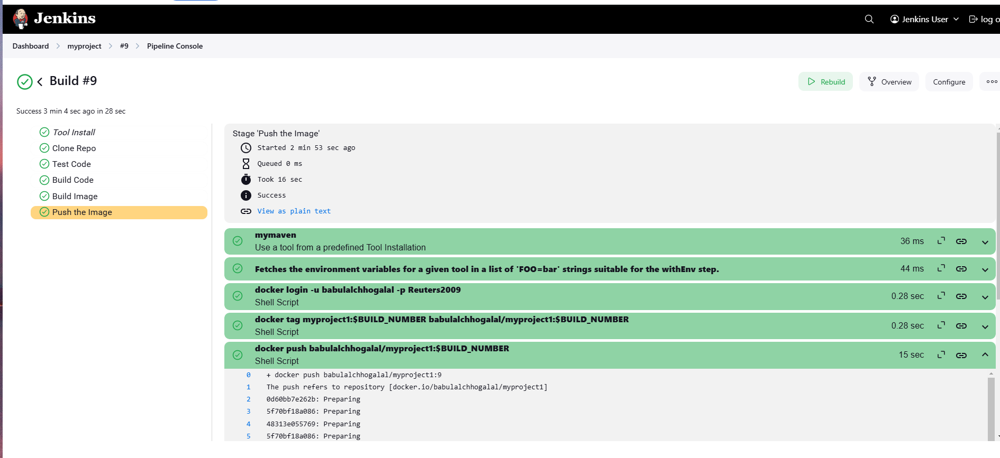 Jenkins
Jenkins User
log o
Dashboard
myproject
#9
Pipeline Console
Build #9
Rebuild
Overview
Configure
Success 3 min 4 sec ago in 28 sec
Tool Install
Clone Repo
Test Code
Build Code
Build Image
Push the Image
Stage 'Push the Image'
Started 2 min 53 sec ago
Queued 0 ms
Took 16 sec
Success
View as plain text
mymaven
Use a tool from a predefined Tool Installation
36 ms
Fetches the environment variables for a given tool in a list of 'FOO=bar' strings suitable for the withEnv step.
44 ms
docker login -u babulalchhogalal -p Reuters2009
Shell Script
0.28 sec
docker tag myproject1:$BUILD_NUMBER babulalchhogalal/myproject1:$BUILD_NUMBER
Shell Script
0.28 sec
docker push babulalchhogalal/myproject1:$BUILD_NUMBER
Shell Script
15 sec
0 + docker push babulalchhogalal/myproject1:9
1 The push refers to repository [docker.io/babulalchhogalal/myproject1]
2 0d60bb7e262b: Preparing
3 5f70bf18a086: Preparing
4 48313e055769: Preparing
5 5f70bf18a086: Preparing